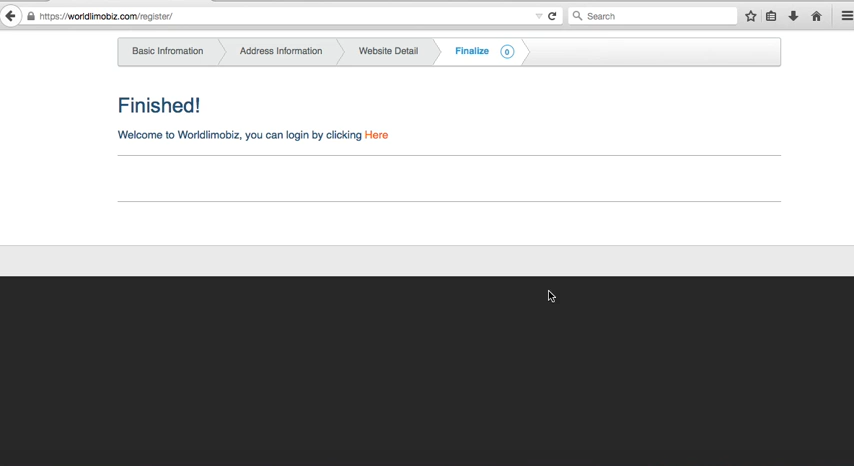 https://worldlimobiz.com/register/
Search
Basic Infromation
Address Information
Website Detail
Finalize
0
Finished!
Welcome to Worldlimobiz, you can login by clicking Here